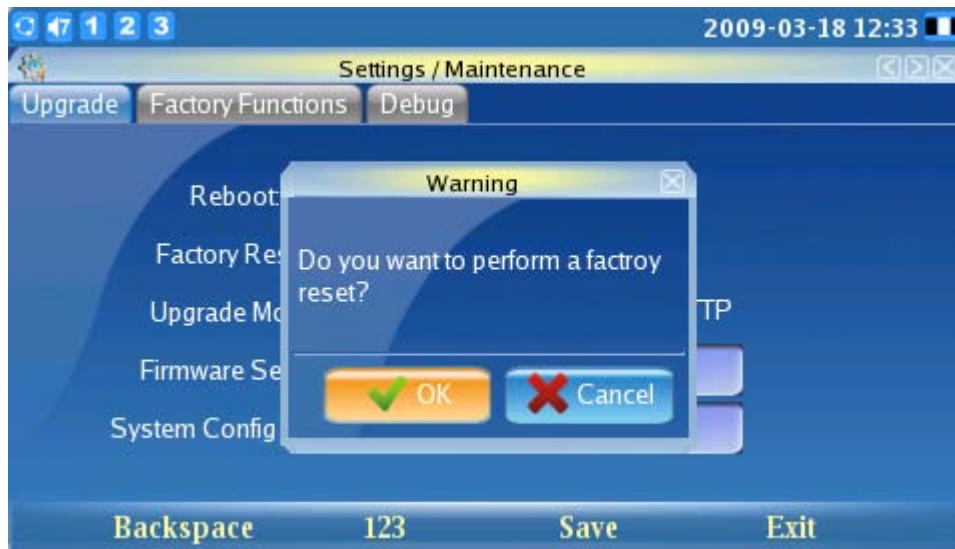 7 1 2 3 2009-03-18 12:33
Settings / Maintenance
Upgrade Factory Functions Debug
Warning
Reboot:
Factory Res
Do you want to perform a factroy
reset?
Upgrade Mo
TP
Firmware Se
System Config
OK Cancel
Backspace 123 Save Exit